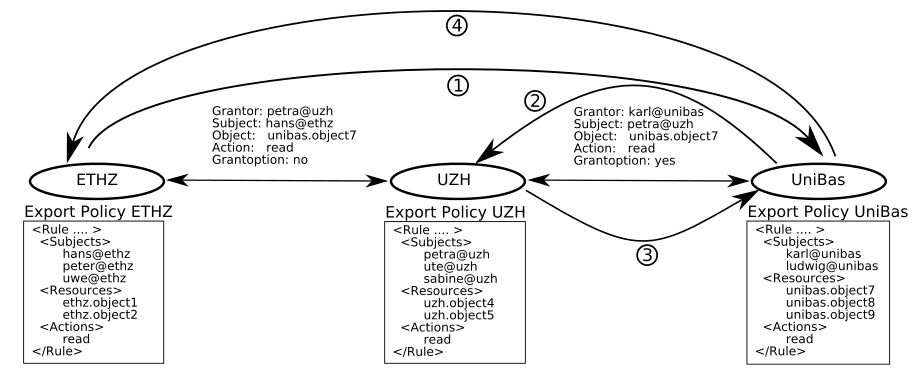 4
1
2
Grantor: petra@uzh
Subject: hans@ethz
Object: unibas.object7
Action: read
Grantoption: no
Grantor: karl@unibas
Subject: petra@uzh
Object: unibas.object7
Action: read
Grantoption: yes
ETHZ
UZH
UniBas
3
Export Policy ETHZ
<Rule .... >
<Subjects>
hans@ethz
peter@ethz
uwe@ethz
<Resources>
ethz.object1
ethz.object2
<Actions>
read
</Rule>
Export Policy UZH
<Rule .... >
<Subjects>
petra@uzh
ute@uzh
sabine@uzh
<Resources>
uzh.object4
uzh.object5
<Actions>
read
</Rule>
Export Policy UniBas
<Rule .... >
<Subjects>
karl@unibas
ludwig@unibas
<Resources>
unibas.object7
unibas.object8
unibas.object9
<Actions>
read
</Rule>